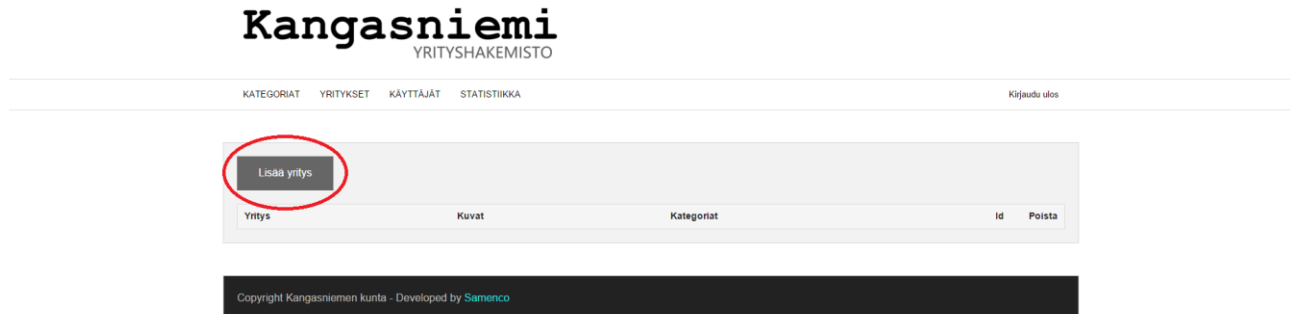 Kangasniemi
YRITYSHAKEMISTO
KATEGORIAT YRITYKSET KÄYTTÄJÄT STATISTIIKKA Kirjaudu ulos
Lisää yritys
Yritys Kuvat Kategoriat Id Poista
Copyright Kangasniemen kunta - Developed by Samenco